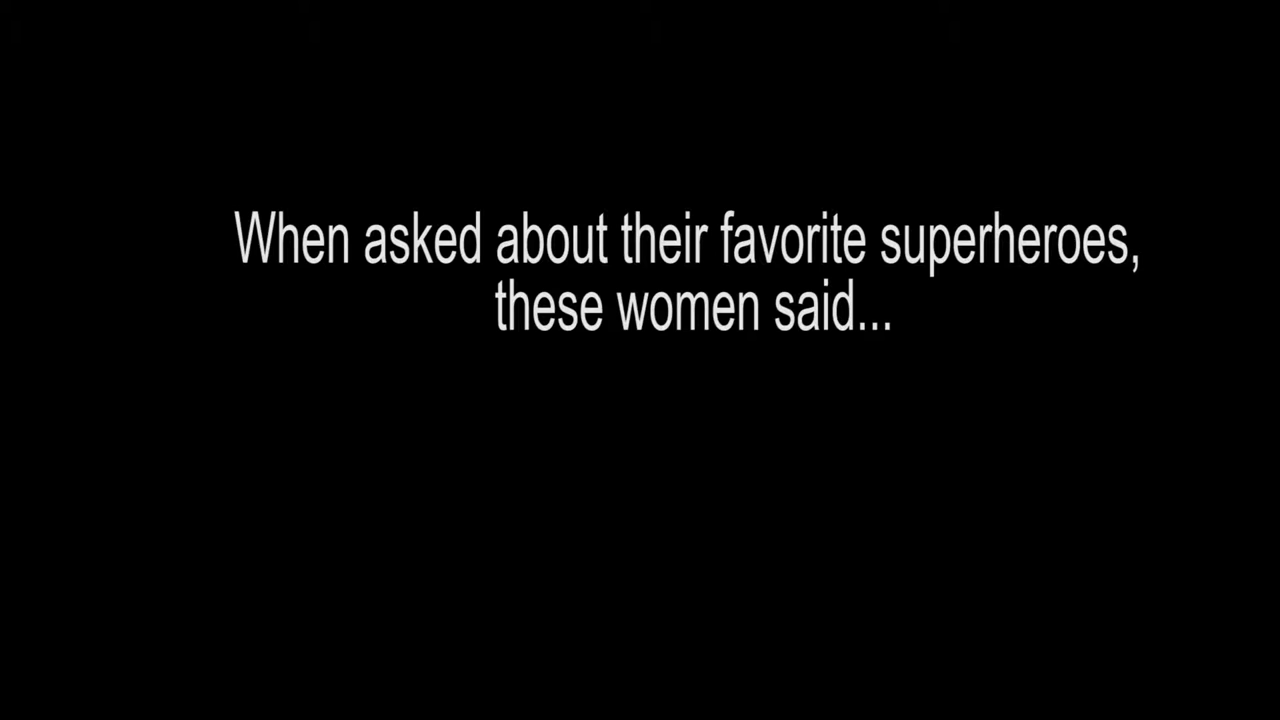 When asked about their favorite superheroes,
these women said...